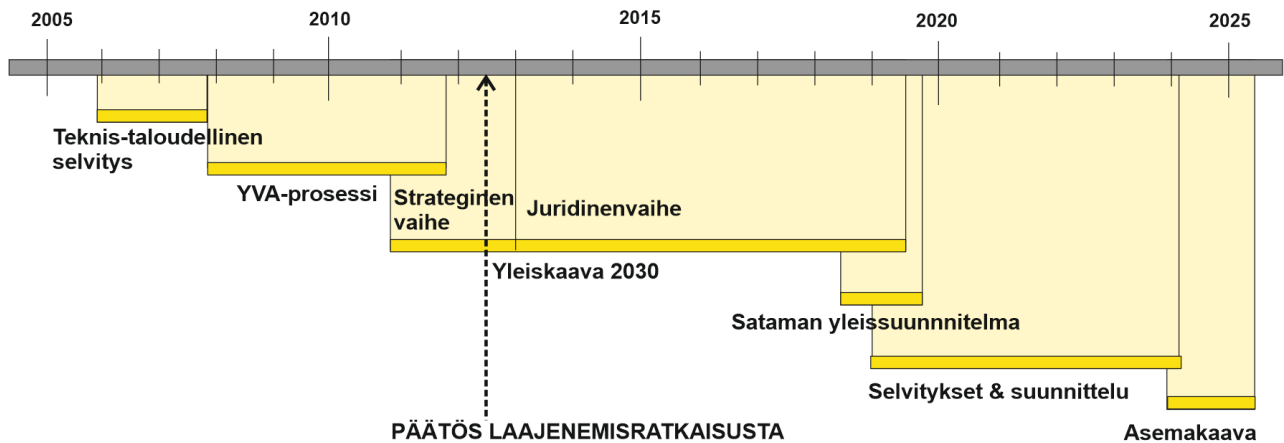 2005 2010 2015 2020 2025
Teknis-taloudellinen
selvitys
YVA-prosessi
Strateginen
vaihe
Juridinenvaihe
Yleiskaava 2030
Sataman yleissuunnnitelma
Selvitykset & suunnittelu
PÄÄTÖS LAAJENEMISRATKAISUSTA
Asemakaava